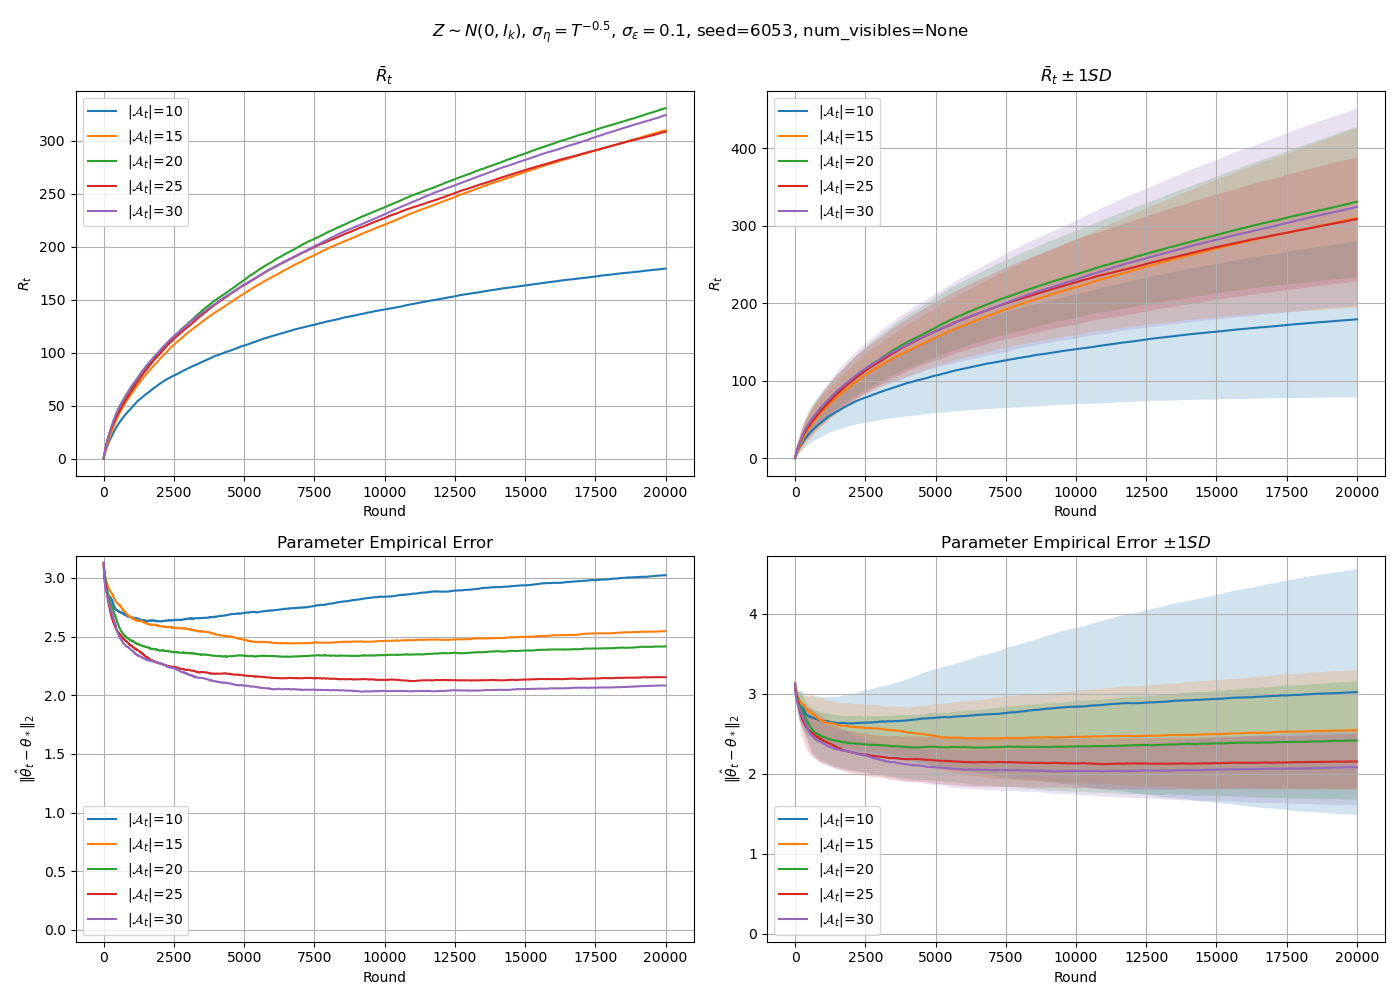 Z ∼ N(0, I_k), σ_η = T^{−0.5}, σ_ε = 0.1, seed=6053, num_visibles=None
R̄_t
R̄_t ± 1SD
|𝒜_t|=10
|𝒜_t|=15
|𝒜_t|=20
|𝒜_t|=25
|𝒜_t|=30
R_t
300
250
200
150
100
50
0
0 2500 5000 7500 10000 12500 15000 17500 20000
Round
|𝒜_t|=10
|𝒜_t|=15
|𝒜_t|=20
|𝒜_t|=25
|𝒜_t|=30
R_t
400
300
200
100
0
0 2500 5000 7500 10000 12500 15000 17500 20000
Round
Parameter Empirical Error
‖θ̂_t − θ_*‖_2
3.0
2.5
2.0
1.5
1.0
0.5
0.0
|𝒜_t|=10
|𝒜_t|=15
|𝒜_t|=20
|𝒜_t|=25
|𝒜_t|=30
0 2500 5000 7500 10000 12500 15000 17500 20000
Round
Parameter Empirical Error ±1SD
‖θ̂_t − θ_*‖_2
4
3
2
1
0
|𝒜_t|=10
|𝒜_t|=15
|𝒜_t|=20
|𝒜_t|=25
|𝒜_t|=30
0 2500 5000 7500 10000 12500 15000 17500 20000
Round